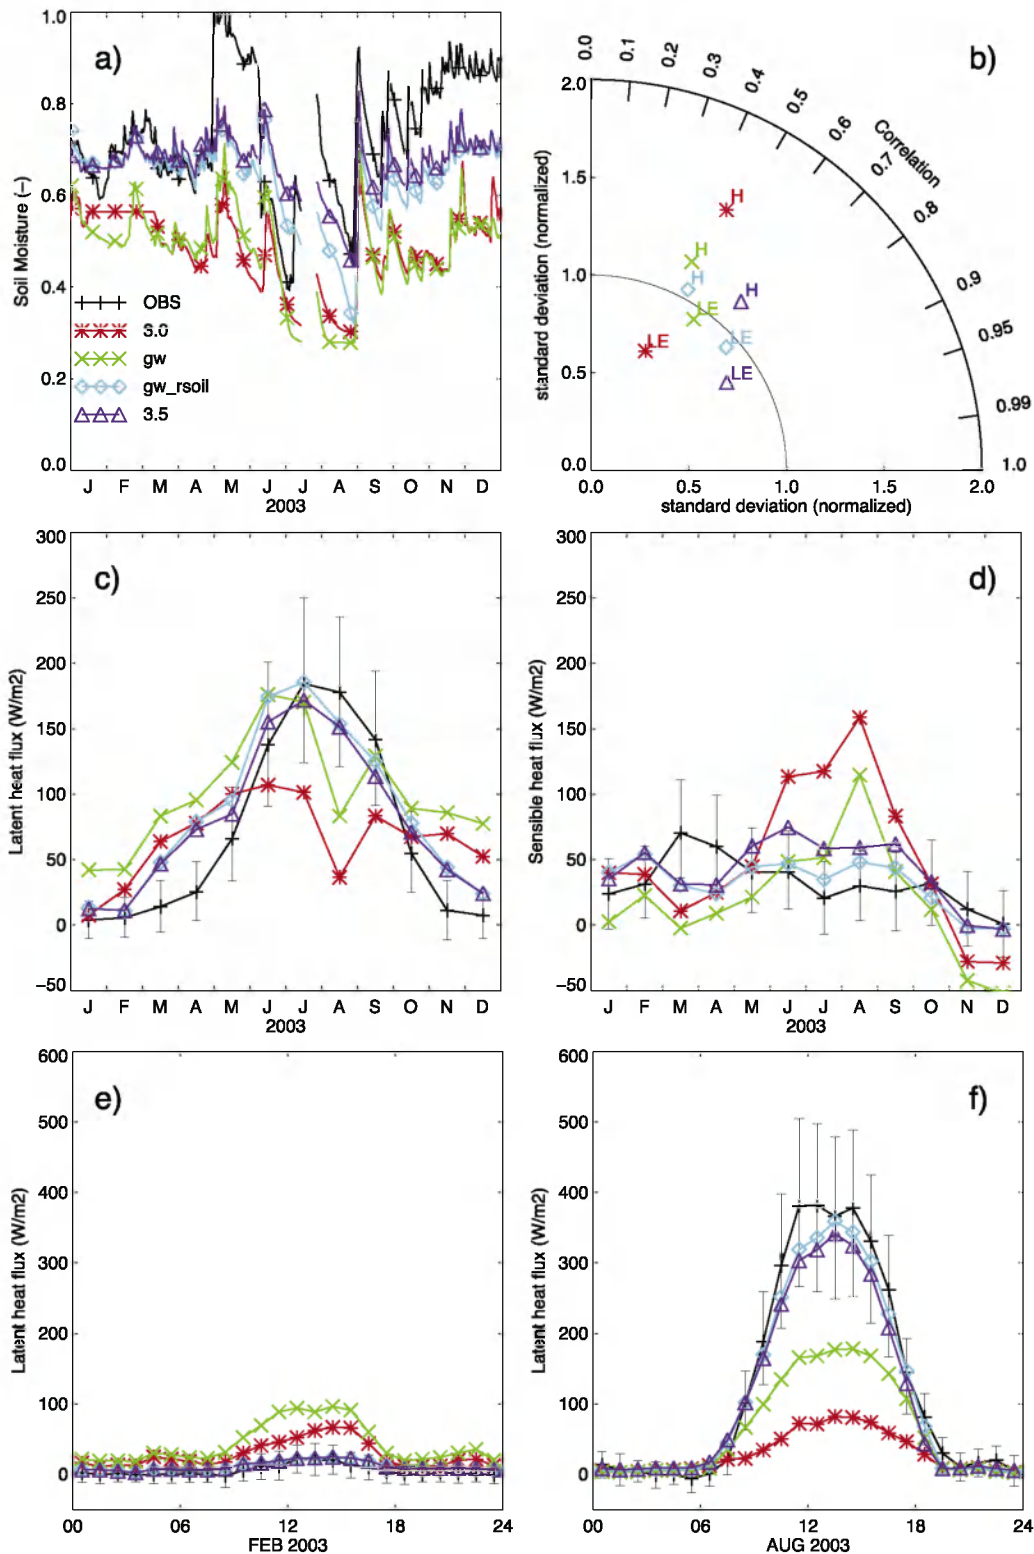 a)
Soil Moisture (-)
1.0
0.8
0.6
0.4
0.2
0.0
OBS
3.0
gw
gw_rsoil
3.5
J F M A M J J A S O N D
2003
b)
standard deviation (normalized)
2.0
1.5
1.0
0.5
0.0
0.0 0.1 0.2 0.3 0.4 0.5 0.6 0.7 0.8 0.9 0.95 0.99 1.0
Correlation
H
H
H
H
LE
LE
LE
LE
0.0 0.5 1.0 1.5 2.0
standard deviation (normalized)
c)
Latent heat flux (W/m2)
300
250
200
150
100
50
0
-50
J F M A M J J A S O N D
2003
d)
Sensible heat flux (W/m2)
300
250
200
150
100
50
0
-50
J F M A M J J A S O N D
2003
e)
Latent heat flux (W/m2)
600
500
400
300
200
100
0
00 06 12 18 24
FEB 2003
f)
Latent heat flux (W/m2)
600
500
400
300
200
100
0
00 06 12 18 24
AUG 2003